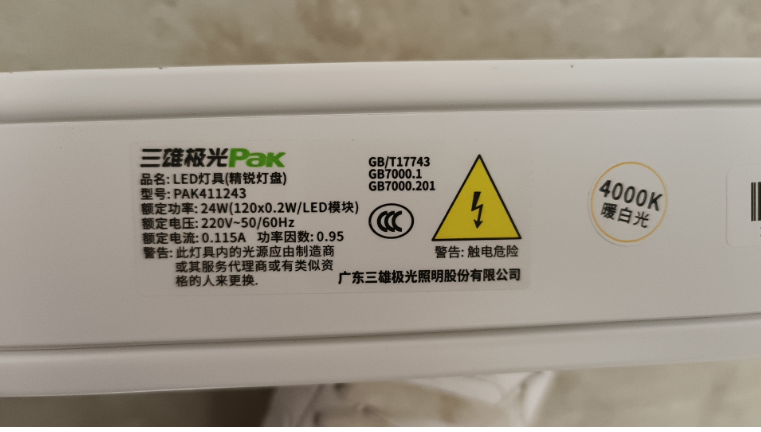 三雄极光Pak
品名: LED灯具(精锐灯盘)
型号: PAK411243
额定功率: 24W(120x0.2W/LED模块)
额定电压: 220V~50/60Hz
额定电流: 0.115A 功率因数: 0.95
警告: 此灯具内的光源应由制造商
或其服务代理商或有类似资
格的人来更换.
GB/T17743
GB7000.1
GB7000.201
CCC
警告: 触电危险
广东三雄极光照明股份有限公司
4000K
暖白光